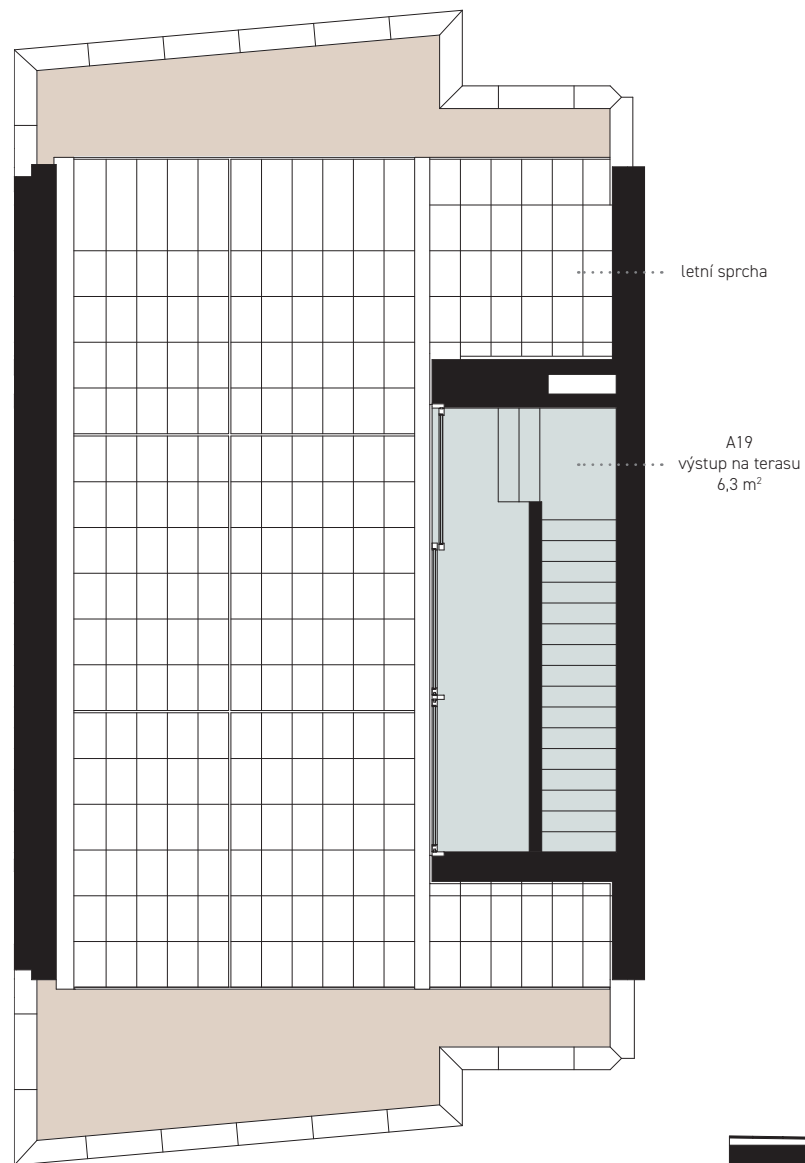 letní sprcha
A19
výstup na terasu
6,3 m²